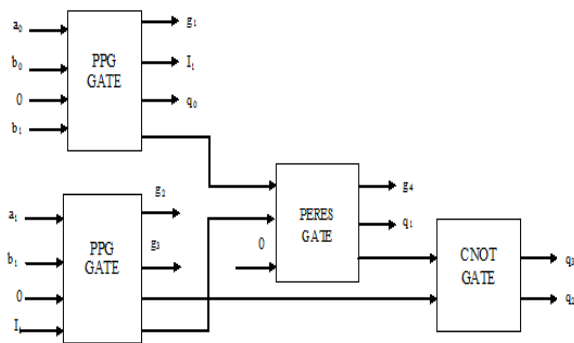 a₀
b₀
0
b₁
PPG
GATE
g₁
I₁
q₀
a₁
b₁
0
I₁
PPG
GATE
g₂
g₃
0
PERES
GATE
g₄
q₁
CNOT
GATE
q₃
q₂